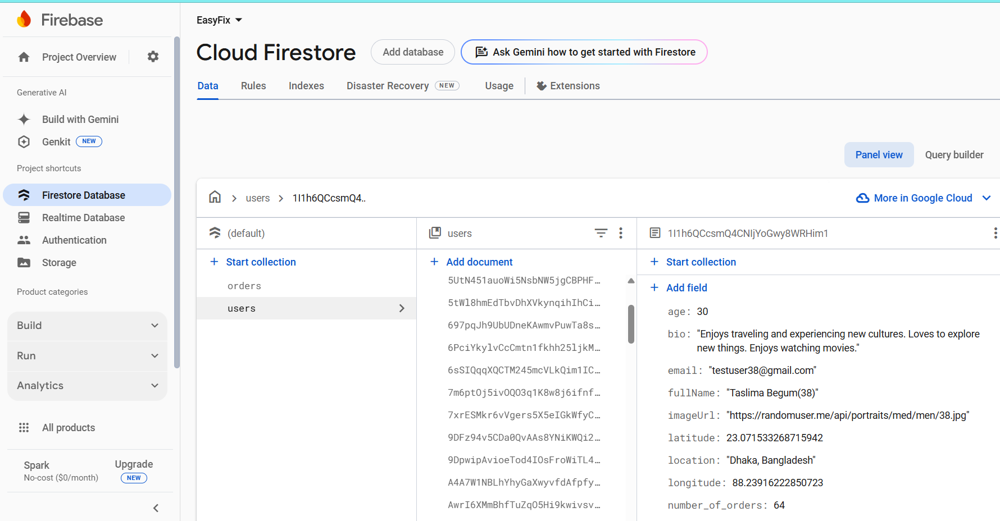 Firebase
EasyFix
Project Overview
Cloud Firestore
Add database
Ask Gemini how to get started with Firestore
Data
Rules
Indexes
Disaster Recovery NEW
Usage
Extensions
Generative AI
Build with Gemini
Genkit NEW
Project shortcuts
Firestore Database
Realtime Database
Authentication
Storage
Product categories
Build
Run
Analytics
All products
Spark
No-cost ($0/month)
Upgrade
NEW
Panel view
Query builder
users
1I1h6QCcsmQ4..
More in Google Cloud
(default)
Start collection
orders
users
users
Add document
5UtN451auoWi5NsbNW5jgCBPHF…
5tWl8hmEdTbvDhXVkynqihIhCi…
697pqJh9UbUDneKAwmvPuwTa8s…
6PciYkylvCcCmtn1fkhh25ljkM…
6sSIQqqXQCTM245mcVLkQim1IC…
7m6ptOj5ivOQO3q1K8w8j6ifnf…
7xrESMkr6vVgers5X5eIGkWfyC…
9DFz94v5CDa0QvAAs8YNiKWQi2…
9DpwipAvioeTod4IOsFroWiTL4…
A4A7W1NBLhYhyGaXwyvfdAfpfy…
AwrI6XMmBhfTuZqO5Hi9kwivsv…
1I1h6QCcsmQ4CNIjYoGwy8WRHim1
Start collection
Add field
age: 30
bio: "Enjoys traveling and experiencing new cultures. Loves to explore
new things. Enjoys watching movies."
email: "testuser38@gmail.com"
fullName: "Taslima Begum(38)"
imageUrl: "https://randomuser.me/api/portraits/med/men/38.jpg"
latitude: 23.071533268715942
location: "Dhaka, Bangladesh"
longitude: 88.23916222850723
number_of_orders: 64